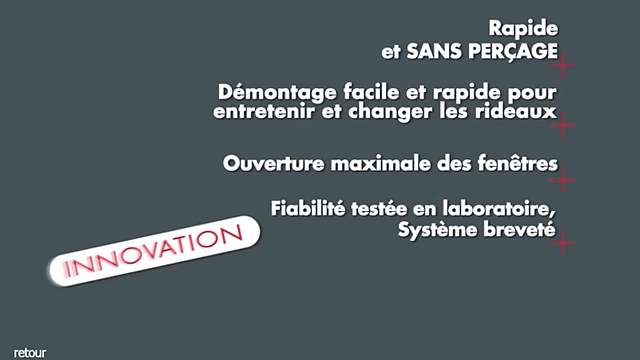 Rapide
et SANS PERÇAGE
Démontage facile et rapide pour
entretenir et changer les rideaux
Ouverture maximale des fenêtres
Fiabilité testée en laboratoire,
Système breveté
INNOVATION
retour